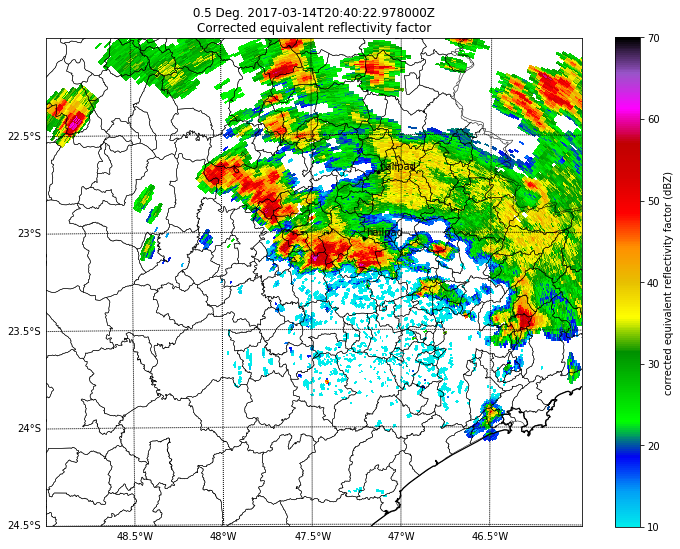 0.5 Deg. 2017-03-14T20:40:22.978000Z
Corrected equivalent reflectivity factor
70
60
50
40
30
20
10
corrected equivalent reflectivity factor (dBZ)
22.5°S
23°S
23.5°S
24°S
24.5°S
hailpad
hailpad
48.5°W
48°W
47.5°W
47°W
46.5°W